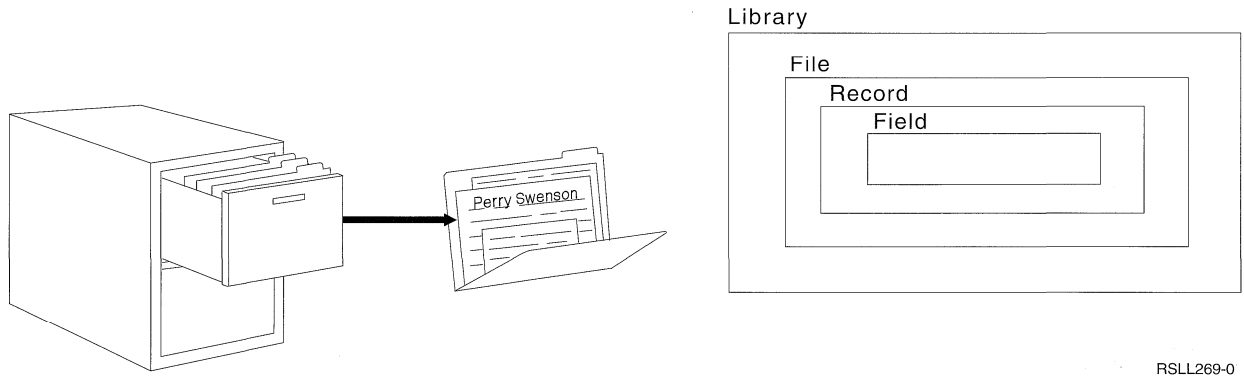 Perry Swenson
Library
File
Record
Field
RSLL269-0